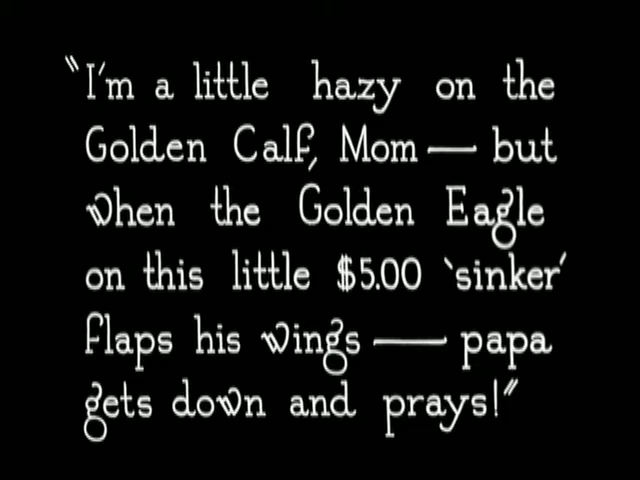 "I'm a little hazy on the
Golden Calf, Mom — but
when the Golden Eagle
on this little $5.00 'sinker'
flaps his wings — papa
gets down and prays!"